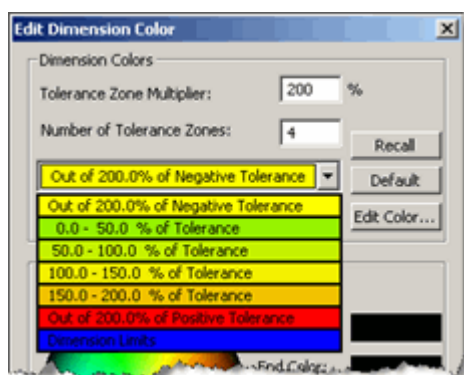 Edit Dimension Color
Dimension Colors
Tolerance Zone Multiplier: 200 %
Number of Tolerance Zones: 4
Recall
Out of 200.0% of Negative Tolerance
Default
Out of 200.0% of Negative Tolerance
Edit Color...
0.0 - 50.0 % of Tolerance
50.0 - 100.0 % of Tolerance
100.0 - 150.0 % of Tolerance
150.0 - 200.0 % of Tolerance
Out of 200.0% of Positive Tolerance
Dimension Limits
End Color: